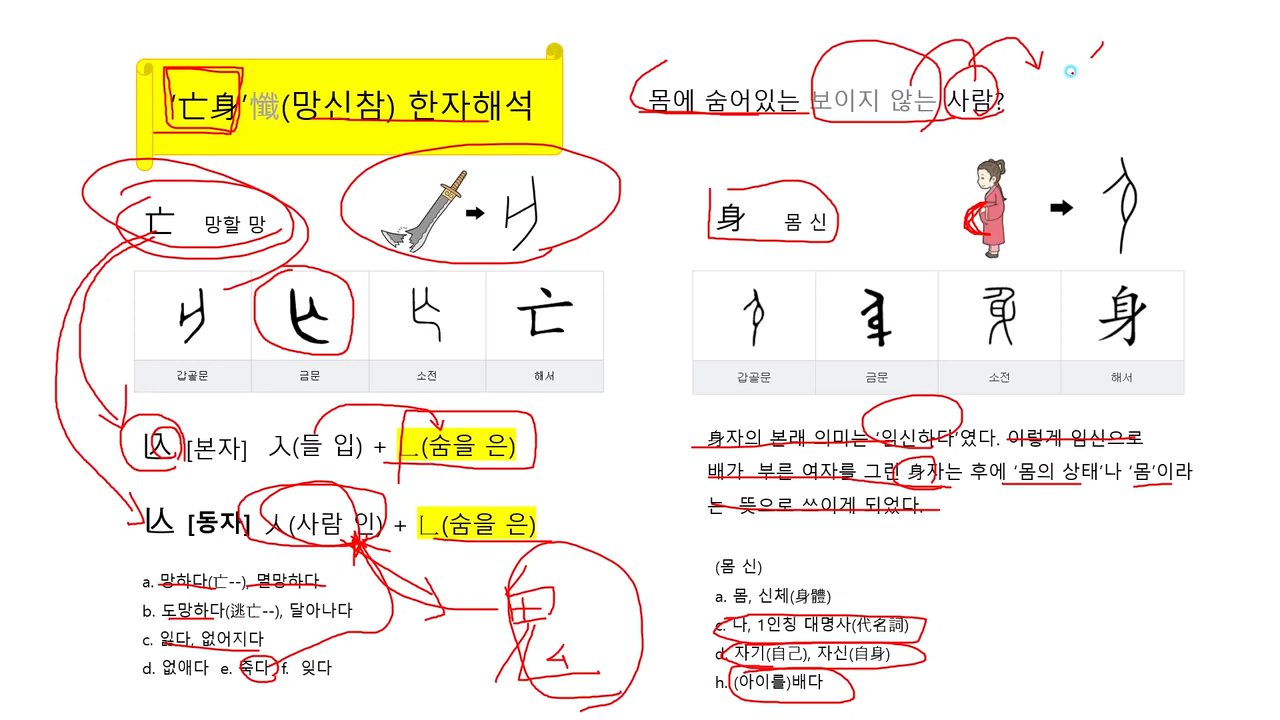 '亡身'懺(망신참) 한자해석
亡 망할 망
갑골문 금문 소전 해서
亡
[본자] 入(들 입) + ㄴ(숨을 은)
亾 [동자] 人(사람 인) + ㄴ(숨을 은)
a. 망하다(亡--), 멸망하다
b. 도망하다(逃亡--), 달아나다
c. 잃다, 없어지다
d. 없애다 e. 죽다 f. 잊다
몸에 숨어있는 보이지 않는 사람?
身 몸 신
身
갑골문 금문 소전 해서
身자의 본래 의미는 '임신하다'였다. 이렇게 임신으로
배가 부른 여자를 그린 身자는 후에 '몸의 상태'나 '몸'이라
는 뜻으로 쓰이게 되었다.
(몸 신)
a. 몸, 신체(身體)
c. 나, 1인칭 대명사(代名詞)
d. 자기(自己), 자신(自身)
h. (아이를)배다